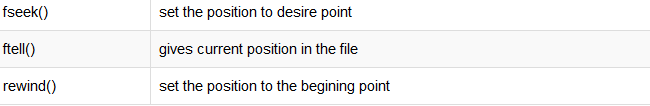 fseek() set the position to desire point
ftell() gives current position in the file
rewind() set the position to the begining point